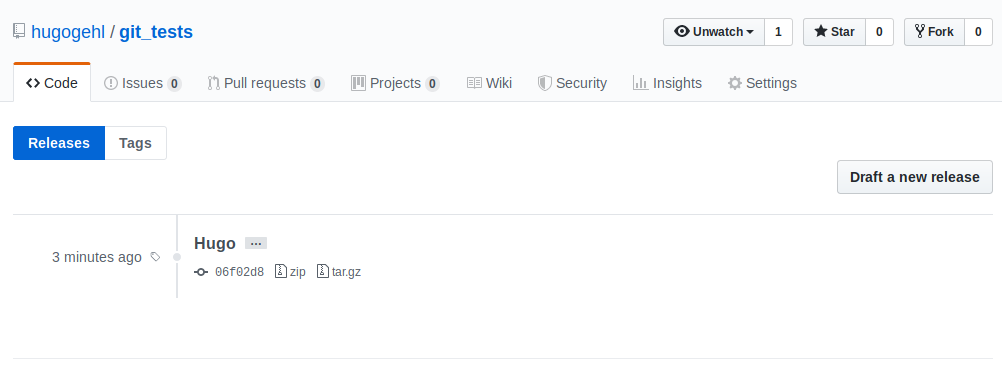 hugogehl / git_tests Unwatch 1 Star 0 Fork 0
Code Issues 0 Pull requests 0 Projects 0 Wiki Security Insights Settings
Releases Tags
Draft a new release
Hugo ...
3 minutes ago
06f02d8 zip tar.gz